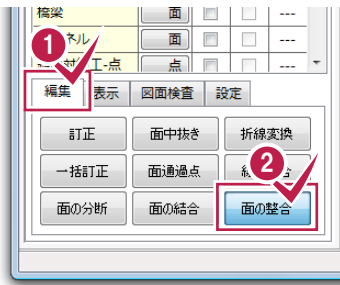 橋梁 面 ---
ネル 面 ---
工-点 点 ---
1
編集 表示 図面検査 設定
訂正 面中抜き 折線変換
2
一括訂正 面通過点
面の分断 面の結合 面の整合